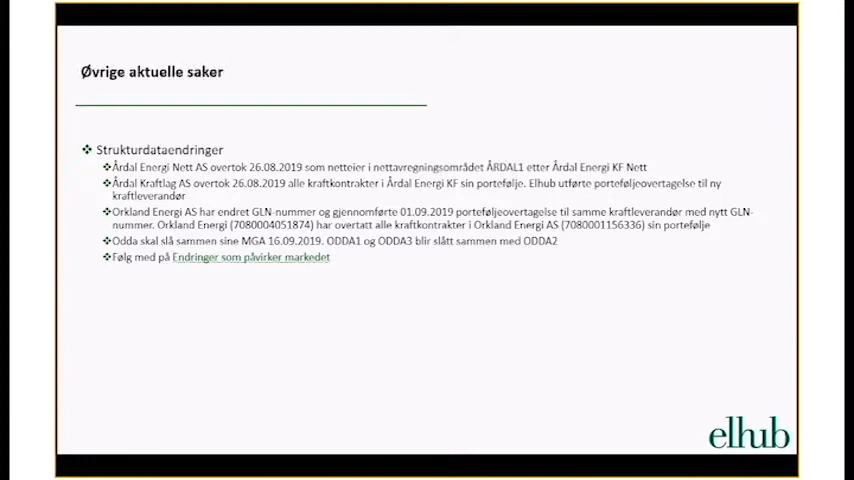 Øvrige aktuelle saker
Strukturdataendringer
Årdal Energi Nett AS overtok 26.08.2019 som netteier i nettavregningsområdet ÅRDAL1 etter Årdal Energi KF Nett
Årdal Kraftlag AS overtok 26.08.2019 alle kraftkontrakter i Årdal Energi KF sin portefølje. Elhub utførte porteføljeovertagelse til ny
kraftleverandør
Orkland Energi AS har endret GLN-nummer og gjennomførte 01.09.2019 porteføljeovertagelse til samme kraftleverandør med nytt GLN-
nummer. Orkland Energi (7080004051874) har overtatt alle kraftkontrakter i Orkland Energi AS (7080001156336) sin portefølje
Odda skal slå sammen sine MGA 16.09.2019. ODDA1 og ODDA3 blir slått sammen med ODDA2
Følg med på Endringer som påvirker markedet
elhub